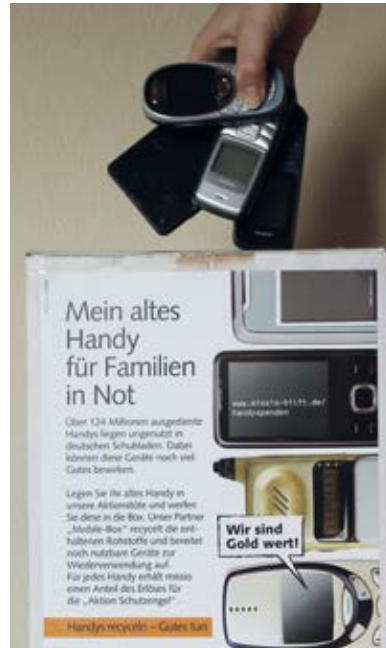 Mein altes
Handy
für Familien
in Not
Über 124 Millionen ausgediente
Handys liegen ungenutzt in
deutschen Schubladen. Dabei
können diese Geräte noch viel
Gutes bewirken.
Legen Sie Ihr altes Handy in
unsere Aktionstüte und werfen
Sie diese in die Box. Unser Partner
„Mobile-Box" recycelt die ent-
haltenen Rohstoffe und bereitet
noch nutzbare Geräte zur
Wiederverwendung auf.
Für jedes Handy erhält missio
einen Anteil des Erlöses für
die „Aktion Schutzengel".
Handys recyceln – Gutes tun
www.missio-hilft.de/
handyspenden
Wir sind
Gold wert!